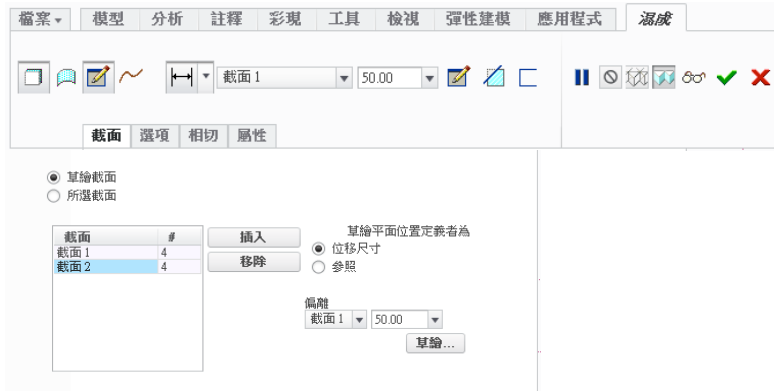 檔案 模型 分析 註釋 彩現 工具 檢視 彈性建模 應用程式 混成
截面 1 50.00
截面 選項 相切 屬性
草繪截面
所選截面
截面 #
截面 1 4
截面 2 4
插入
移除
草繪平面位置定義者為
位移尺寸
參照
偏離
截面 1 50.00
草繪...